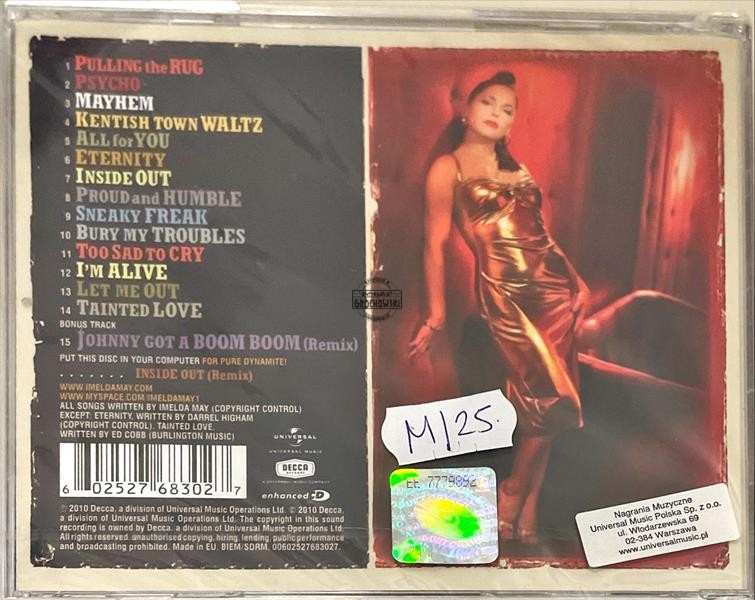 1 PULLING the RUG
2 PSYCHO
3 MAYHEM
4 KENTISH TOWN WALTZ
5 ALL for YOU
6 ETERNITY
7 INSIDE OUT
8 PROUD and HUMBLE
9 SNEAKY FREAK
10 BURY MY TROUBLES
11 TOO SAD TO CRY
12 I'M ALIVE
13 LET ME OUT
14 TAINTED LOVE
BONUS TRACK
15 JOHNNY GOT A BOOM BOOM (Remix)
PUT THIS DISC IN YOUR COMPUTER FOR PURE DYNAMITE!
. . . . . . . INSIDE OUT (Remix)
WWW.IMELDAMAY.COM
WWW.MYSPACE.COM/IMELDAMAY1
ALL SONGS WRITTEN BY IMELDA MAY (COPYRIGHT CONTROL)
EXCEPT: ETERNITY, WRITTEN BY DARREL HIGHAM
(COPYRIGHT CONTROL). TAINTED LOVE,
WRITTEN BY ED COBB (BURLINGTON MUSIC)
6 02527 68302 7
UNIVERSAL
UNIVERSAL MUSIC
DECCA
A UNIVERSAL MUSIC COMPANY
enhanced CD
℗ 2010 Decca, a division of Universal Music Operations Ltd. © 2010 Decca,
a division of Universal Music Operations Ltd. The copyright in this sound
recording is owned by Decca, a division of Universal Music Operations Ltd.
All rights reserved. unauthorised copying, hiring, lending, public performance
and broadcasting prohibited. Made in EU. BIEM/SDRM. 00602527683027.
GROCHOWSKI
M/25.
EE 7779892
Nagrania Muzyczne
Universal Music Polska Sp. z o.o.
ul. Włodarzewska 69
02-384 Warszawa
www.universalmusic.pl